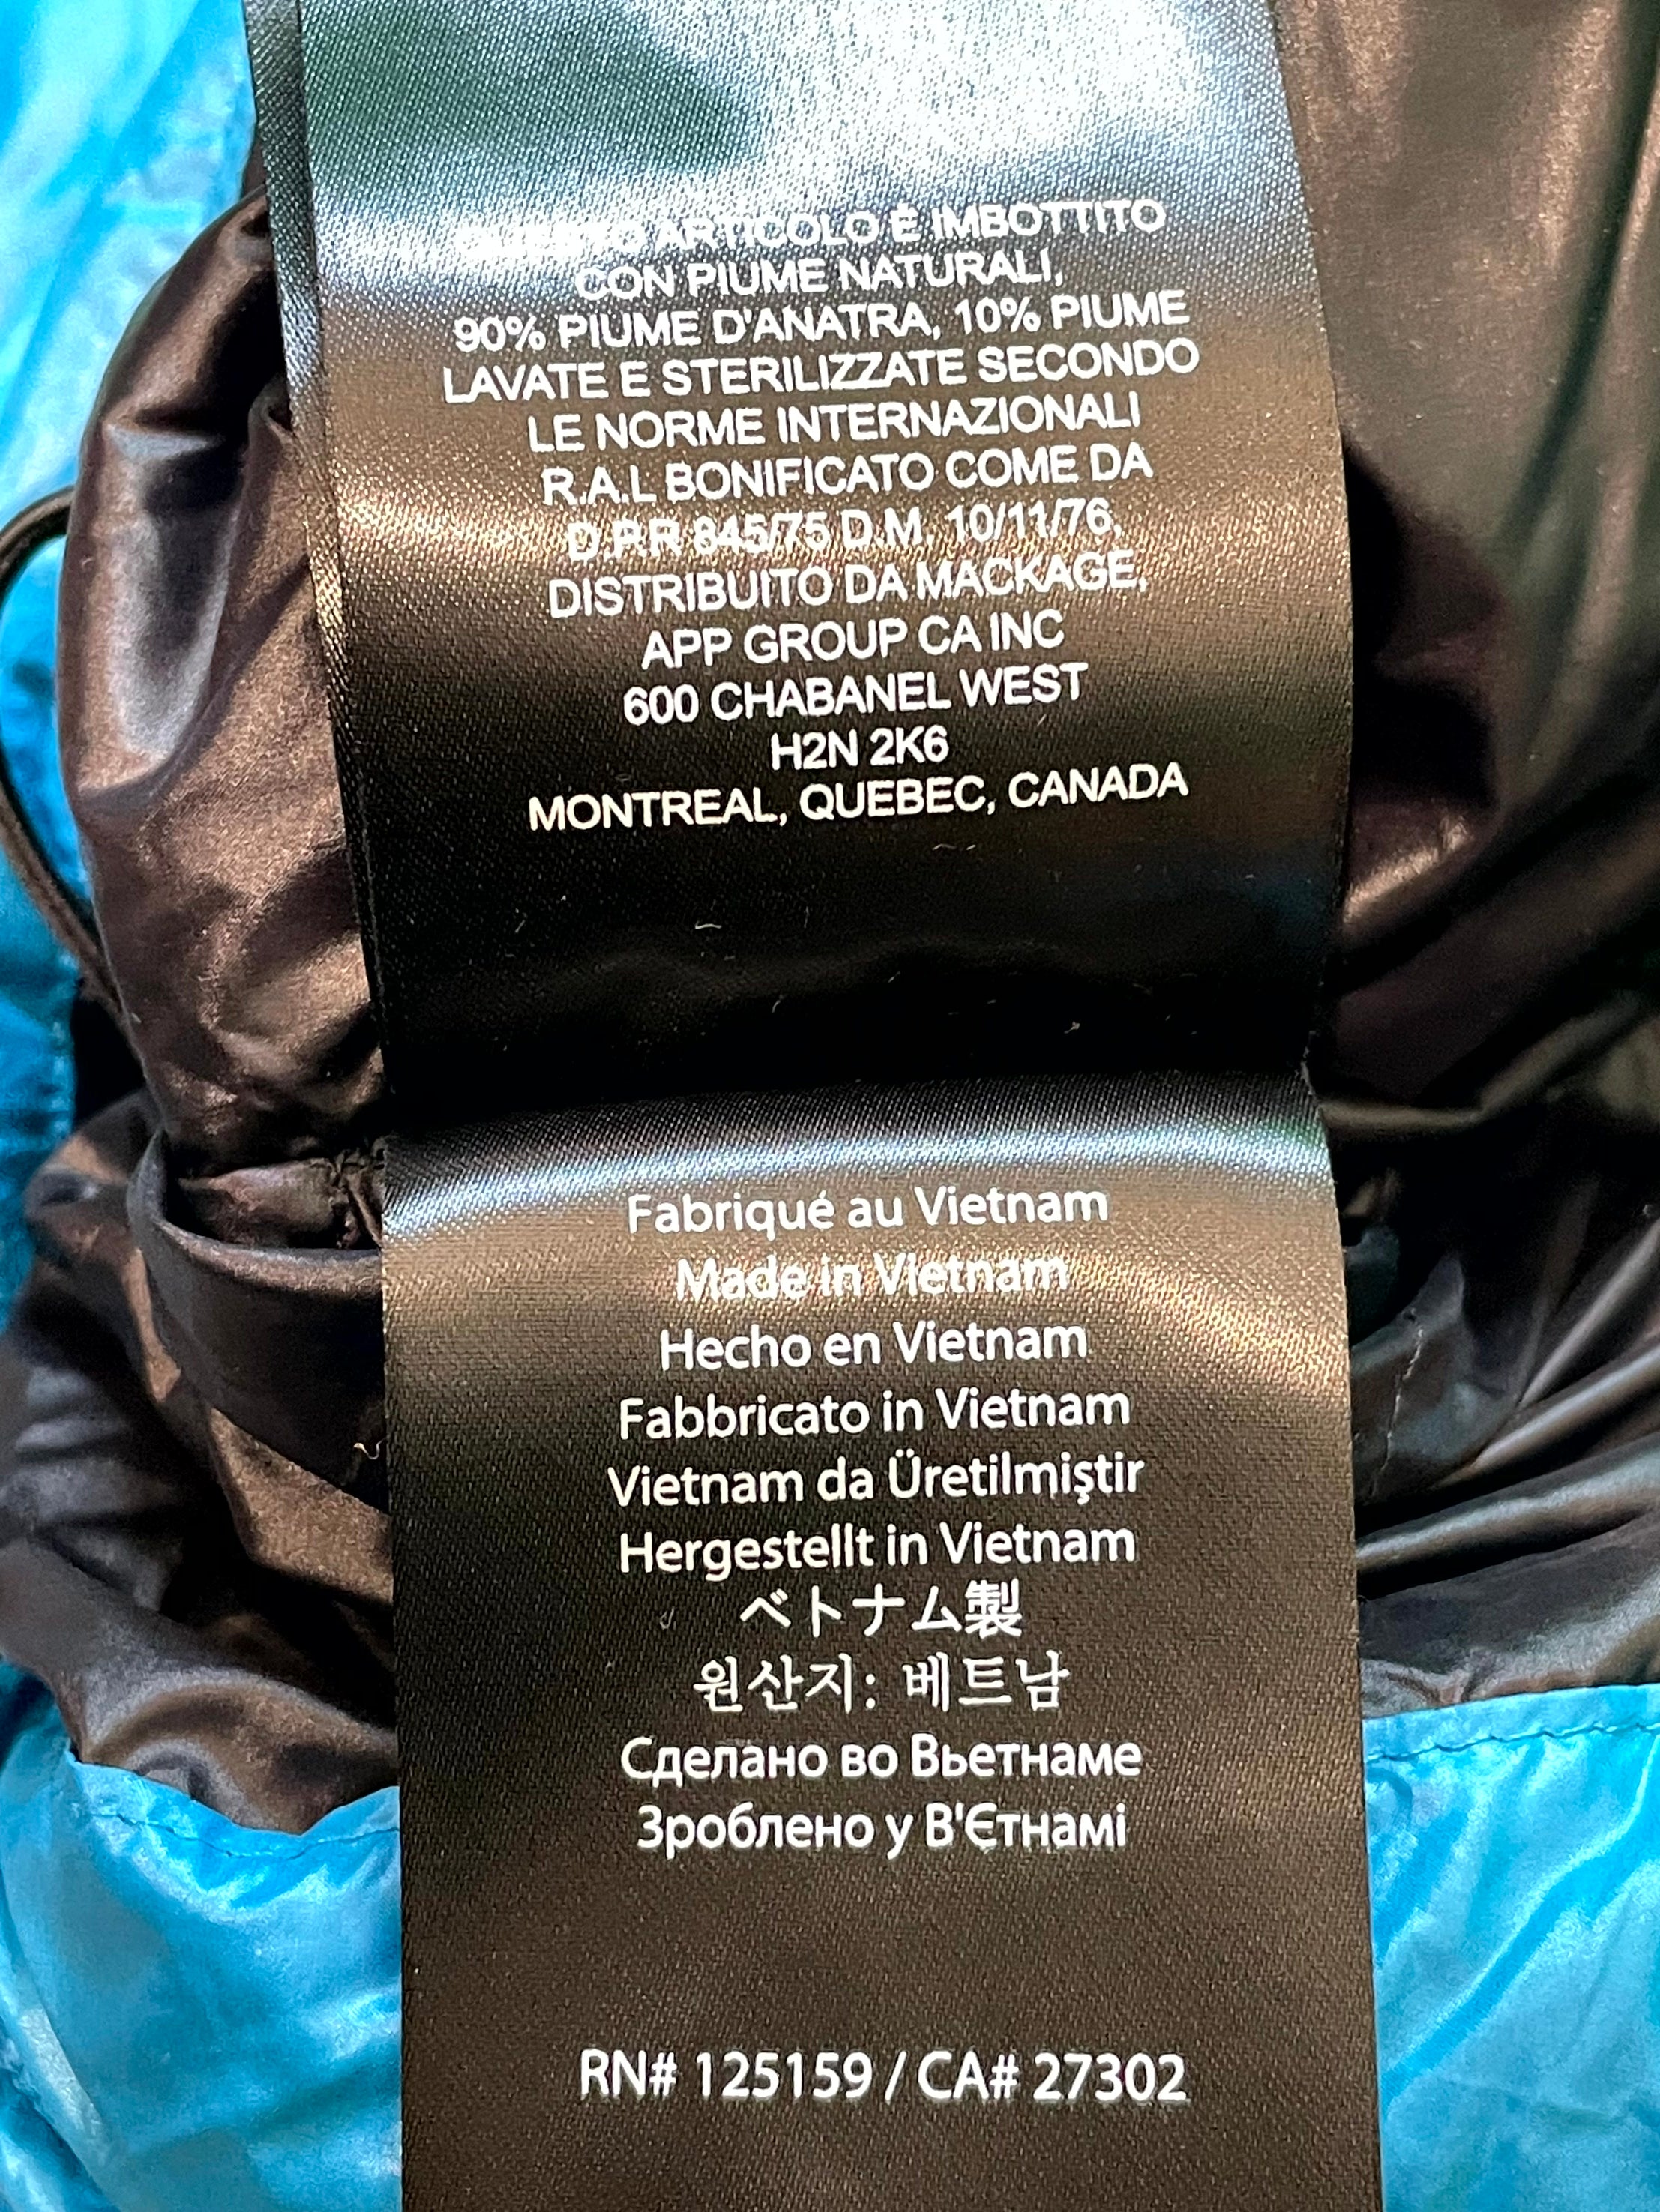 QUESTO ARTICOLO È IMBOTTITO
CON PIUME NATURALI,
90% PIUME D'ANATRA, 10% PIUME
LAVATE E STERILIZZATE SECONDO
LE NORME INTERNAZIONALI
R.A.L BONIFICATO COME DA
D.P.R 845/75 D.M. 10/11/76,
DISTRIBUITO DA MACKAGE,
APP GROUP CA INC
600 CHABANEL WEST
H2N 2K6
MONTREAL, QUEBEC, CANADA
Fabriqué au Vietnam
Made in Vietnam
Hecho en Vietnam
Fabbricato in Vietnam
Vietnam da Üretilmiştir
Hergestellt in Vietnam
ベトナム製
원산지: 베트남
Сделано во Вьетнаме
Зроблено у В'Єтнамі
RN# 125159 / CA# 27302